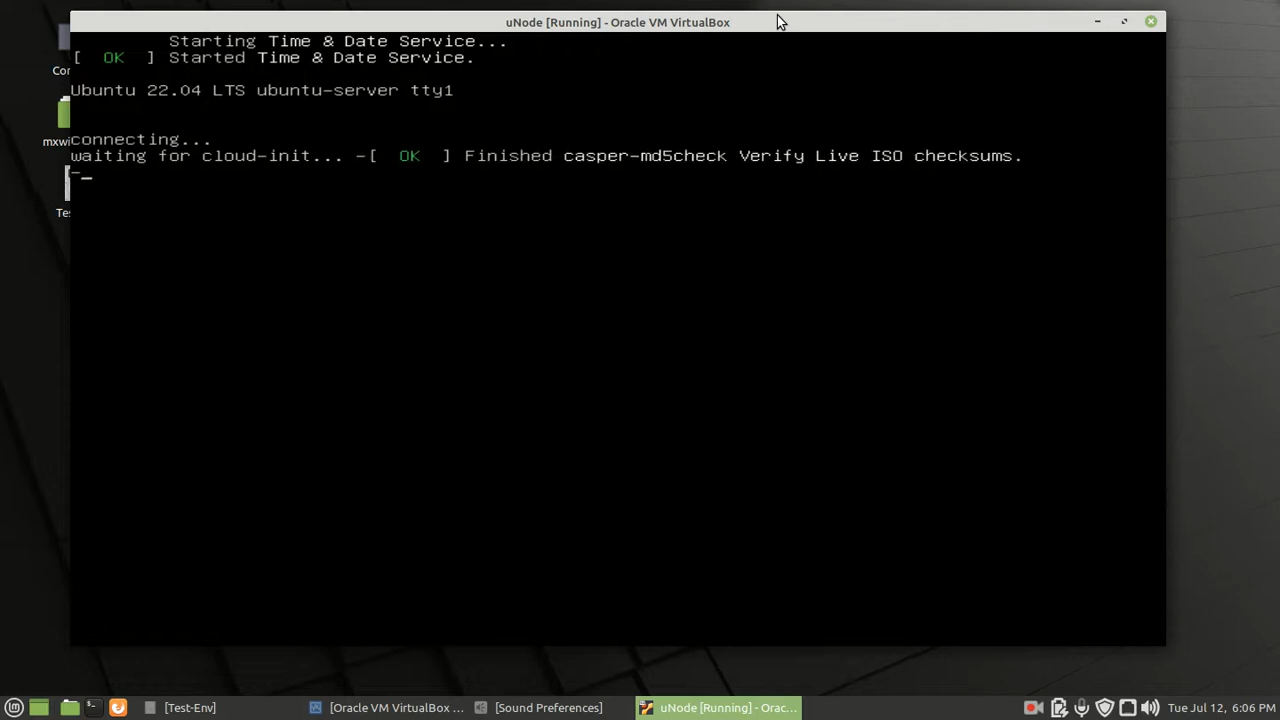 uNode [Running] - Oracle VM VirtualBox
Starting Time & Date Service...
[ OK ] Started Time & Date Service.
Ubuntu 22.04 LTS ubuntu-server tty1
connecting...
waiting for cloud-init... -[ OK ] Finished casper-md5check Verify Live ISO checksums.
-_
[Test-Env]
[Oracle VM VirtualBox ...
[Sound Preferences]
uNode [Running] - Orac...
Tue Jul 12, 6:06 PM